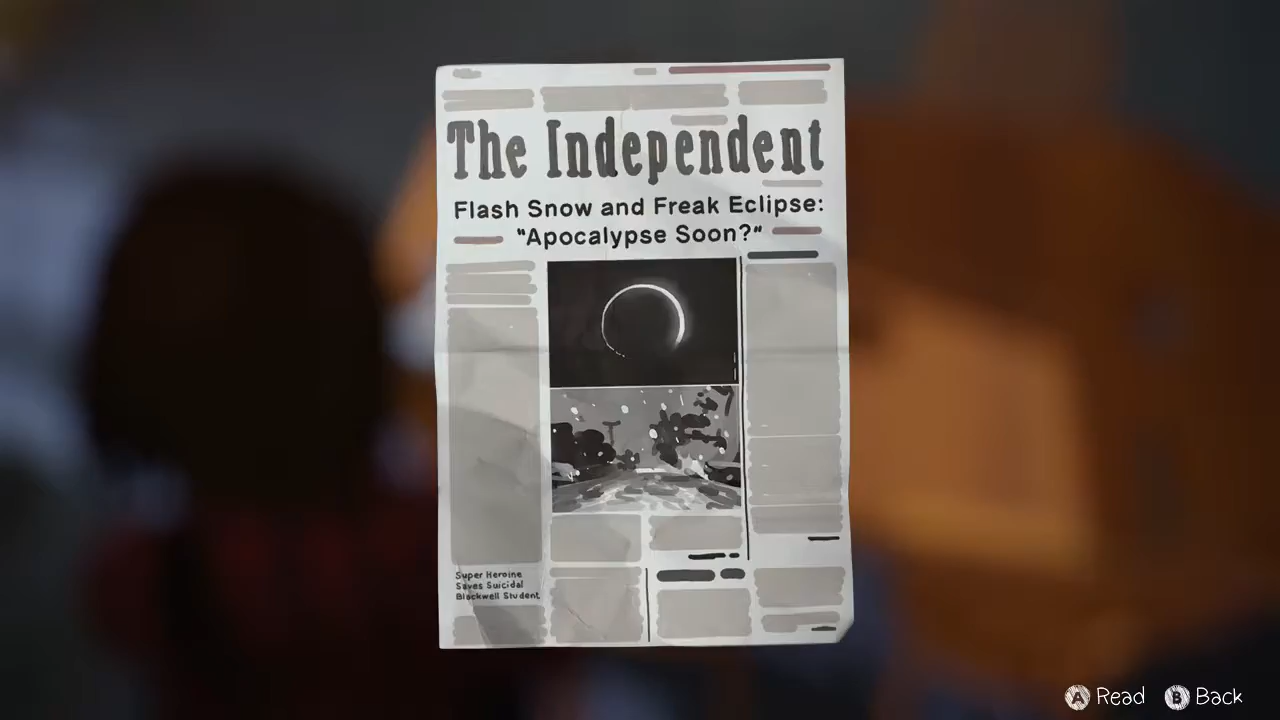 The Independent
Flash Snow and Freak Eclipse:
"Apocalypse Soon?"
Super Heroine
Saves Suicidal
Blackwell Student
A Read B Back